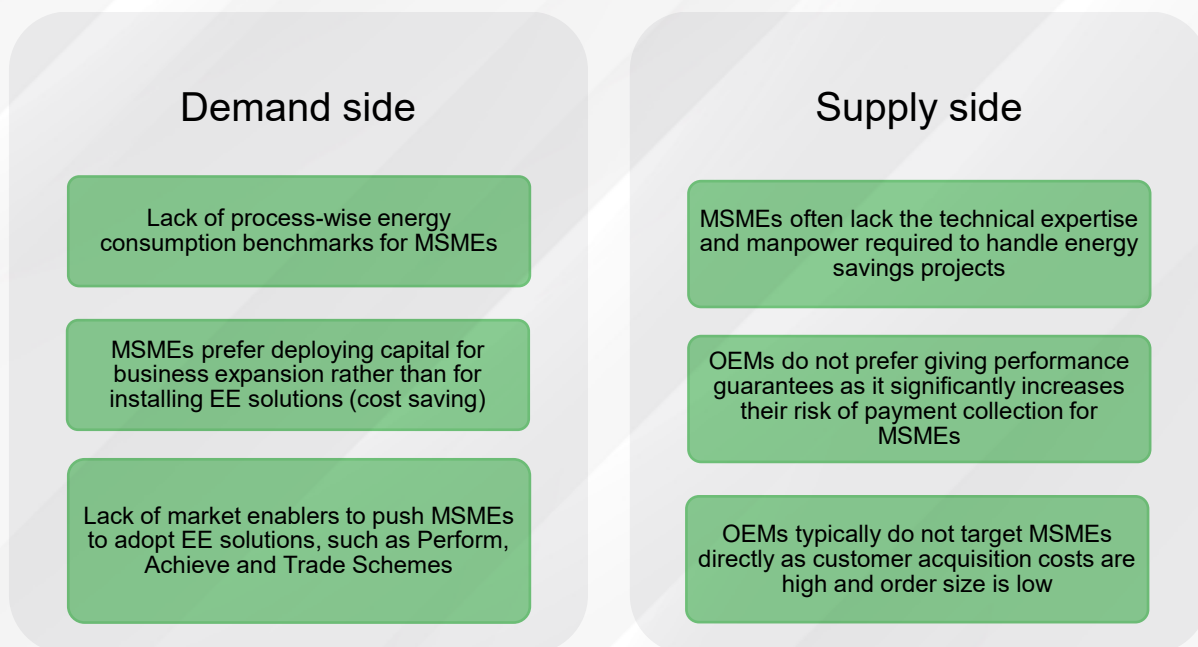 Demand side
Lack of process-wise energy
consumption benchmarks for MSMEs
MSMEs prefer deploying capital for
business expansion rather than for
installing EE solutions (cost saving)
Lack of market enablers to push MSMEs
to adopt EE solutions, such as Perform,
Achieve and Trade Schemes
Supply side
MSMEs often lack the technical expertise
and manpower required to handle energy
savings projects
OEMs do not prefer giving performance
guarantees as it significantly increases
their risk of payment collection for
MSMEs
OEMs typically do not target MSMEs
directly as customer acquisition costs are
high and order size is low